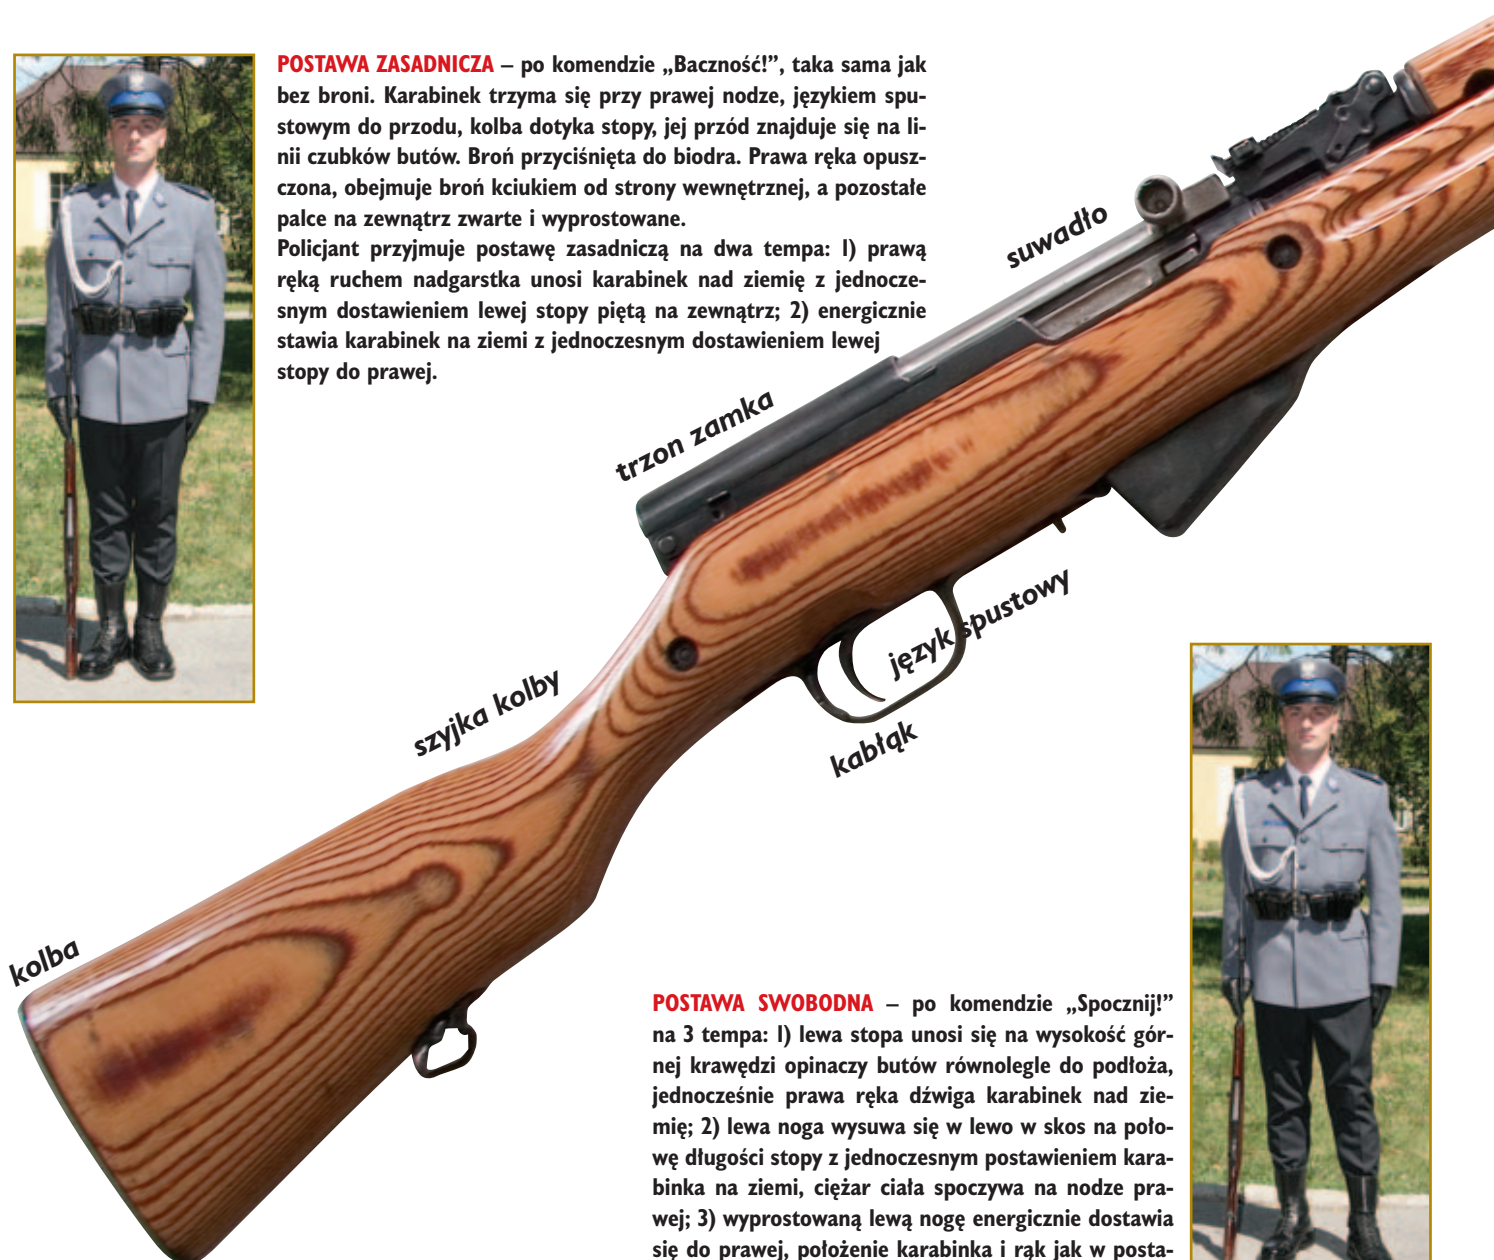 POSTAWA ZASADNICZA – po komendzie „Baczność!”, taka sama jak
bez broni. Karabinek trzyma się przy prawej nodze, językiem spu-
stowym do przodu, kolba dotyka stopy, jej przód znajduje się na li-
nii czubków butów. Broń przyciśnięta do biodra. Prawa ręka opusz-
czona, obejmuje broń kciukiem od strony wewnętrznej, a pozostałe
palce na zewnątrz zwarte i wyprostowane.
Policjant przyjmuje postawę zasadniczą na dwa tempa: 1) prawą
ręką ruchem nadgarstka unosi karabinek nad ziemię z jednocze-
snym dostawieniem lewej stopy piętą na zewnątrz; 2) energicznie
stawia karabinek na ziemi z jednoczesnym dostawieniem lewej
stopy do prawej.
suwadło
trzon zamka
język spustowy
szyjka kolby
kabłąk
kolba
POSTAWA SWOBODNA – po komendzie „Spocznij!”
na 3 tempa: 1) lewa stopa unosi się na wysokość gór-
nej krawędzi opinaczy butów równolegle do podłoża,
jednocześnie prawa ręka dźwiga karabinek nad zie-
mię; 2) lewa noga wysuwa się w lewo w skos na poło-
wę długości stopy z jednoczesnym postawieniem kara-
binka na ziemi, ciężar ciała spoczywa na nodze pra-
wej; 3) wyprostowaną lewą nogę energicznie dostawia
się do prawej, położenie karabinka i rąk jak w posta-